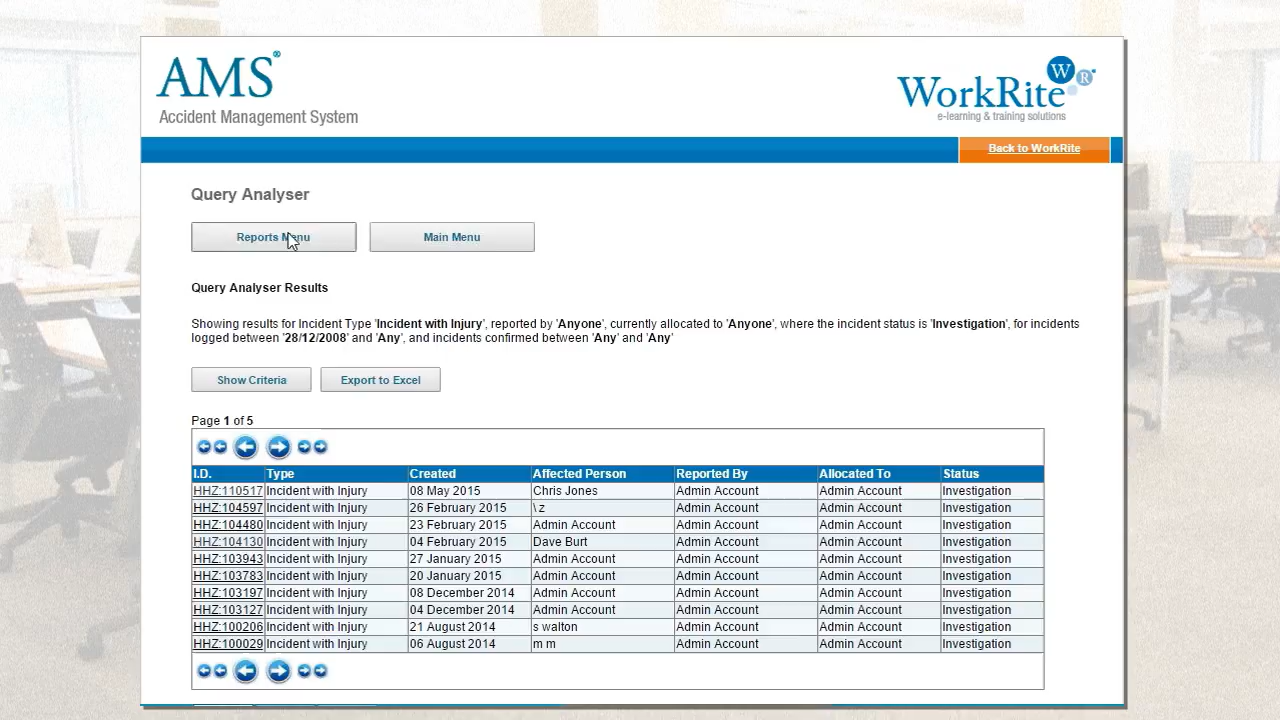 AMS®
Accident Management System
WorkRite
W R
e-learning & training solutions
Back to WorkRite
Query Analyser
Reports Menu Main Menu
Query Analyser Results
Showing results for Incident Type 'Incident with Injury', reported by 'Anyone', currently allocated to 'Anyone', where the incident status is 'Investigation', for incidents
logged between '28/12/2008' and 'Any', and incidents confirmed between 'Any' and 'Any'
Show Criteria Export to Excel
Page 1 of 5
I.D. Type Created Affected Person Reported By Allocated To Status
HHZ:110517 Incident with Injury 08 May 2015 Chris Jones Admin Account Admin Account Investigation
HHZ:104597 Incident with Injury 26 February 2015 \ z Admin Account Admin Account Investigation
HHZ:104480 Incident with Injury 23 February 2015 Admin Account Admin Account Admin Account Investigation
HHZ:104130 Incident with Injury 04 February 2015 Dave Burt Admin Account Admin Account Investigation
HHZ:103943 Incident with Injury 27 January 2015 Admin Account Admin Account Admin Account Investigation
HHZ:103783 Incident with Injury 20 January 2015 Admin Account Admin Account Admin Account Investigation
HHZ:103197 Incident with Injury 08 December 2014 Admin Account Admin Account Admin Account Investigation
HHZ:103127 Incident with Injury 04 December 2014 Admin Account Admin Account Admin Account Investigation
HHZ:100206 Incident with Injury 21 August 2014 s walton Admin Account Admin Account Investigation
HHZ:100029 Incident with Injury 06 August 2014 m m Admin Account Admin Account Investigation